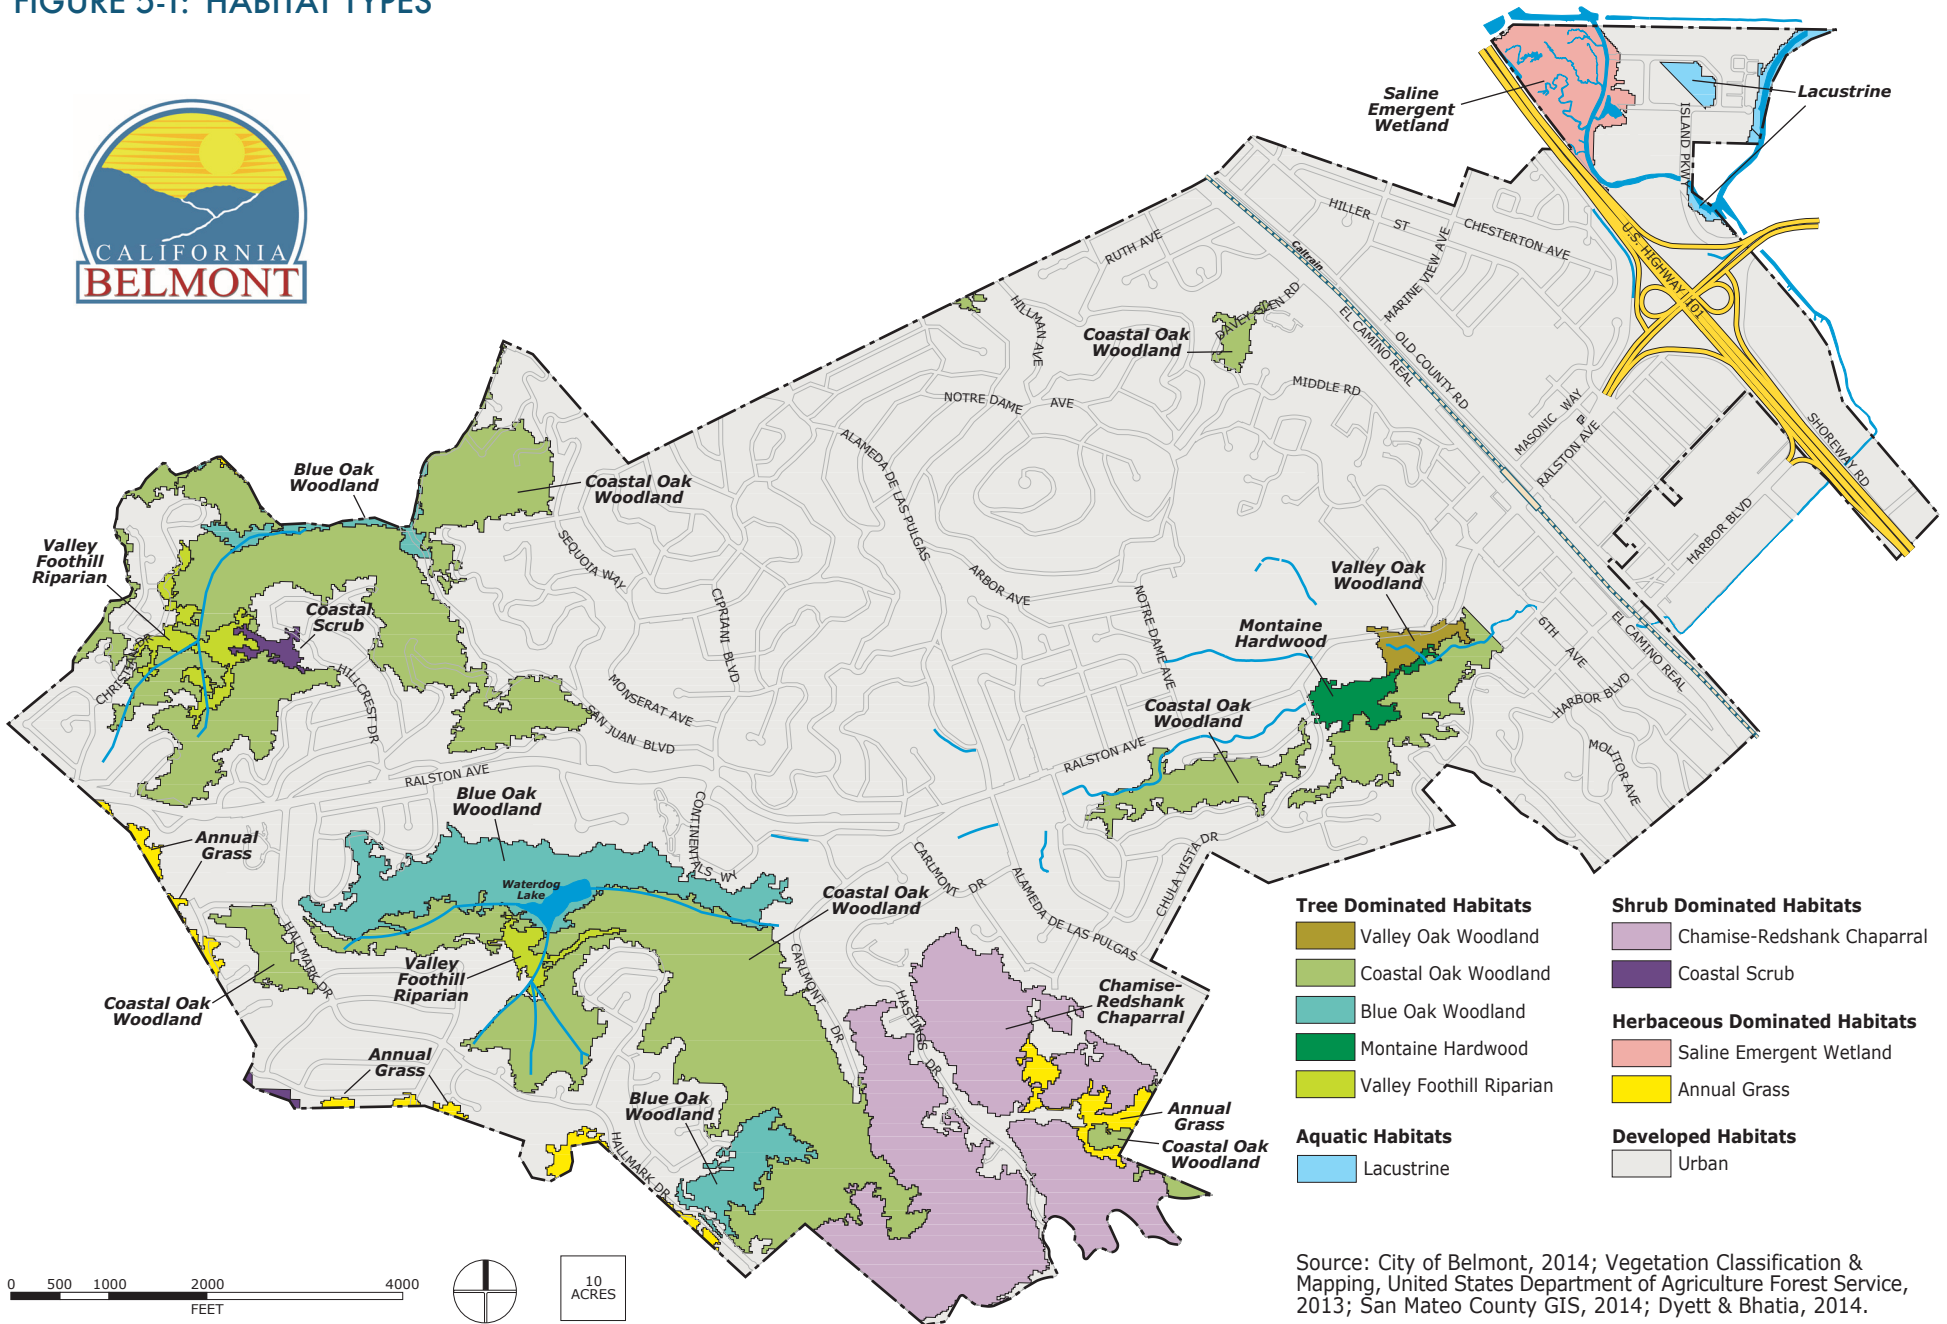 FIGURE 5-1: HABITAT TYPES
CALIFORNIA
BELMONT
Saline
Emergent
Wetland
Lacustrine
ISLAND PKWY
HILLER ST
CHESTERTON AVE
MARINE VIEW AVE
U.S. HIGHWAY 101
RUTH AVE
Caltrain
HILLMAN AVE
Coastal Oak
Woodland
DAVEY GLEN RD
EL CAMINO REAL
OLD COUNTY RD
MIDDLE RD
NOTRE DAME AVE
MASONIC WAY
RALSTON AVE
SHOREWAY RD
HARBOR BLVD
ALAMEDA DE LAS PULGAS
Blue Oak
Woodland
Coastal Oak
Woodland
Valley
Foothill
Riparian
SEQUOIA WAY
Coastal
Scrub
CIPRIANI BLVD
ARBOR AVE
NOTRE DAME AVE
Valley Oak
Woodland
Montaine
Hardwood
6TH AVE
EL CAMINO REAL
CHRISTIAN DR
HILLCREST DR
MONSERAT AVE
SAN JUAN BLVD
Coastal Oak
Woodland
HARBOR BLVD
MOLITOR AVE
RALSTON AVE
RALSTON AVE
Blue Oak
Woodland
CONTINENTALS WY
Annual
Grass
CARLMONT DR
CHULA VISTA DR
Waterdog
Lake
Coastal Oak
Woodland
ALAMEDA DE LAS PULGAS
HALLMARK DR
Valley
Foothill
Riparian
CARLMONT DR
Coastal Oak
Woodland
HASTINGS DR
Chamise-
Redshank
Chaparral
Annual
Grass
Blue Oak
Woodland
HALLMARK DR
Annual
Grass
Coastal Oak
Woodland
Tree Dominated Habitats
Valley Oak Woodland
Coastal Oak Woodland
Blue Oak Woodland
Montaine Hardwood
Valley Foothill Riparian
Aquatic Habitats
Lacustrine
Shrub Dominated Habitats
Chamise-Redshank Chaparral
Coastal Scrub
Herbaceous Dominated Habitats
Saline Emergent Wetland
Annual Grass
Developed Habitats
Urban
0 500 1000 2000 4000
FEET
10
ACRES
Source: City of Belmont, 2014; Vegetation Classification &
Mapping, United States Department of Agriculture Forest Service,
2013; San Mateo County GIS, 2014; Dyett & Bhatia, 2014.